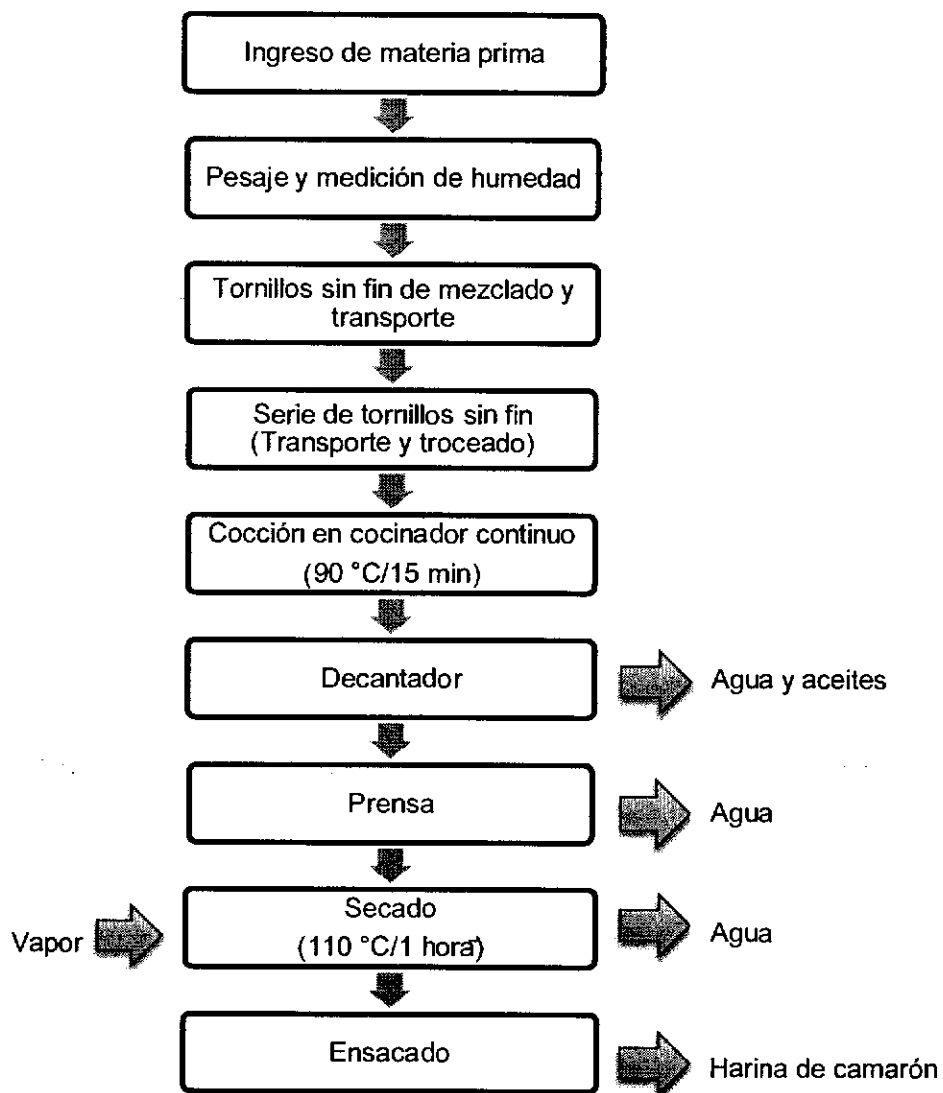 Ingreso de materia prima
Pesaje y medición de humedad
Tornillos sin fin de mezclado y
transporte
Serie de tornillos sin fin
(Transporte y troceado)
Cocción en cocinador continuo
(90 °C/15 min)
Decantador
Agua y aceites
Prensa
Agua
Vapor
Secado
(110 °C/1 hora)
Agua
Ensacado
Harina de camarón